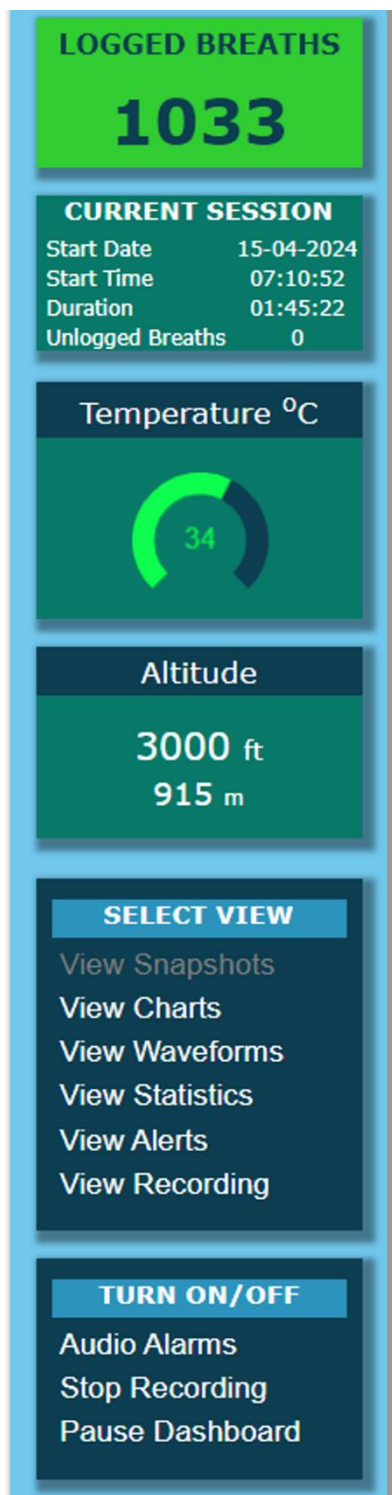 LOGGED BREATHS
1033
CURRENT SESSION
Start Date 15-04-2024
Start Time 07:10:52
Duration 01:45:22
Unlogged Breaths 0
Temperature ⁰C
34
Altitude
3000 ft
915 m
SELECT VIEW
View Snapshots
View Charts
View Waveforms
View Statistics
View Alerts
View Recording
TURN ON/OFF
Audio Alarms
Stop Recording
Pause Dashboard